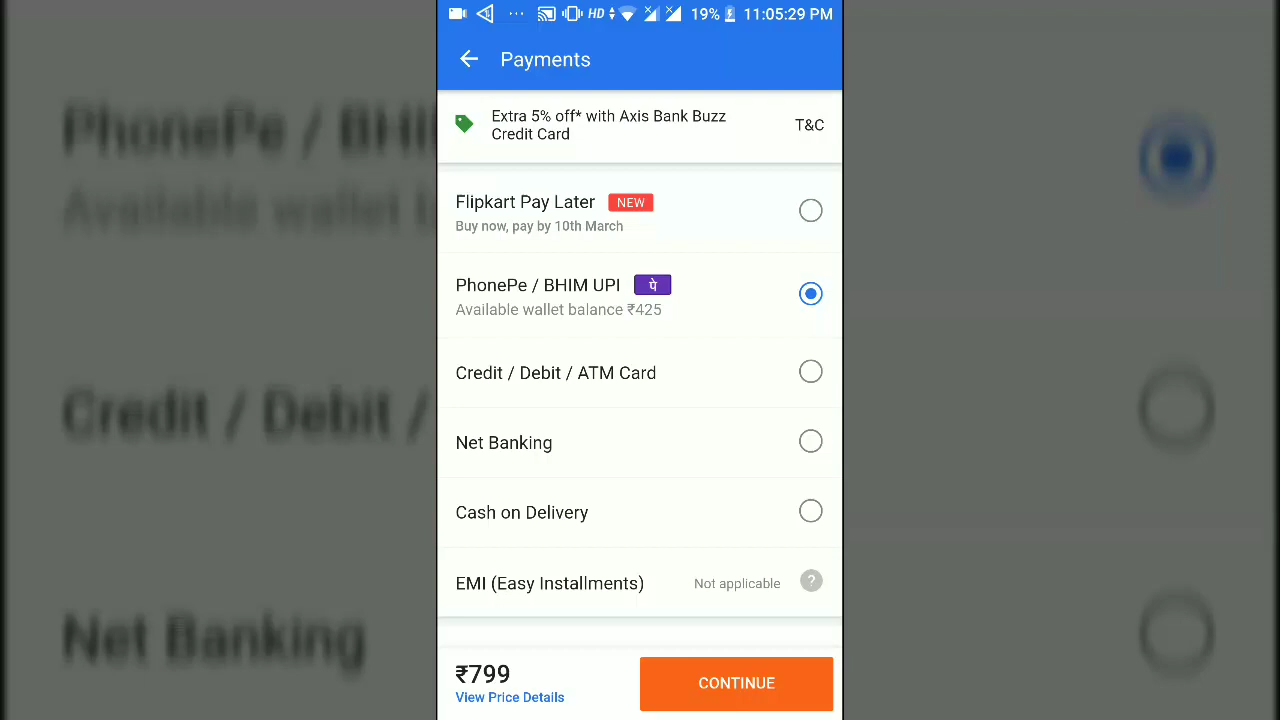 HD 19% 11:05:29 PM
Payments
Extra 5% off* with Axis Bank Buzz
Credit Card
T&C
Flipkart Pay Later NEW
Buy now, pay by 10th March
PhonePe / BHIM UPI पे
Available wallet balance ₹425
Credit / Debit / ATM Card
Net Banking
Cash on Delivery
EMI (Easy Installments) Not applicable ?
₹799
View Price Details
CONTINUE
PhonePe / BHI
Available wallet b
Credit / Debit /
Net Banking